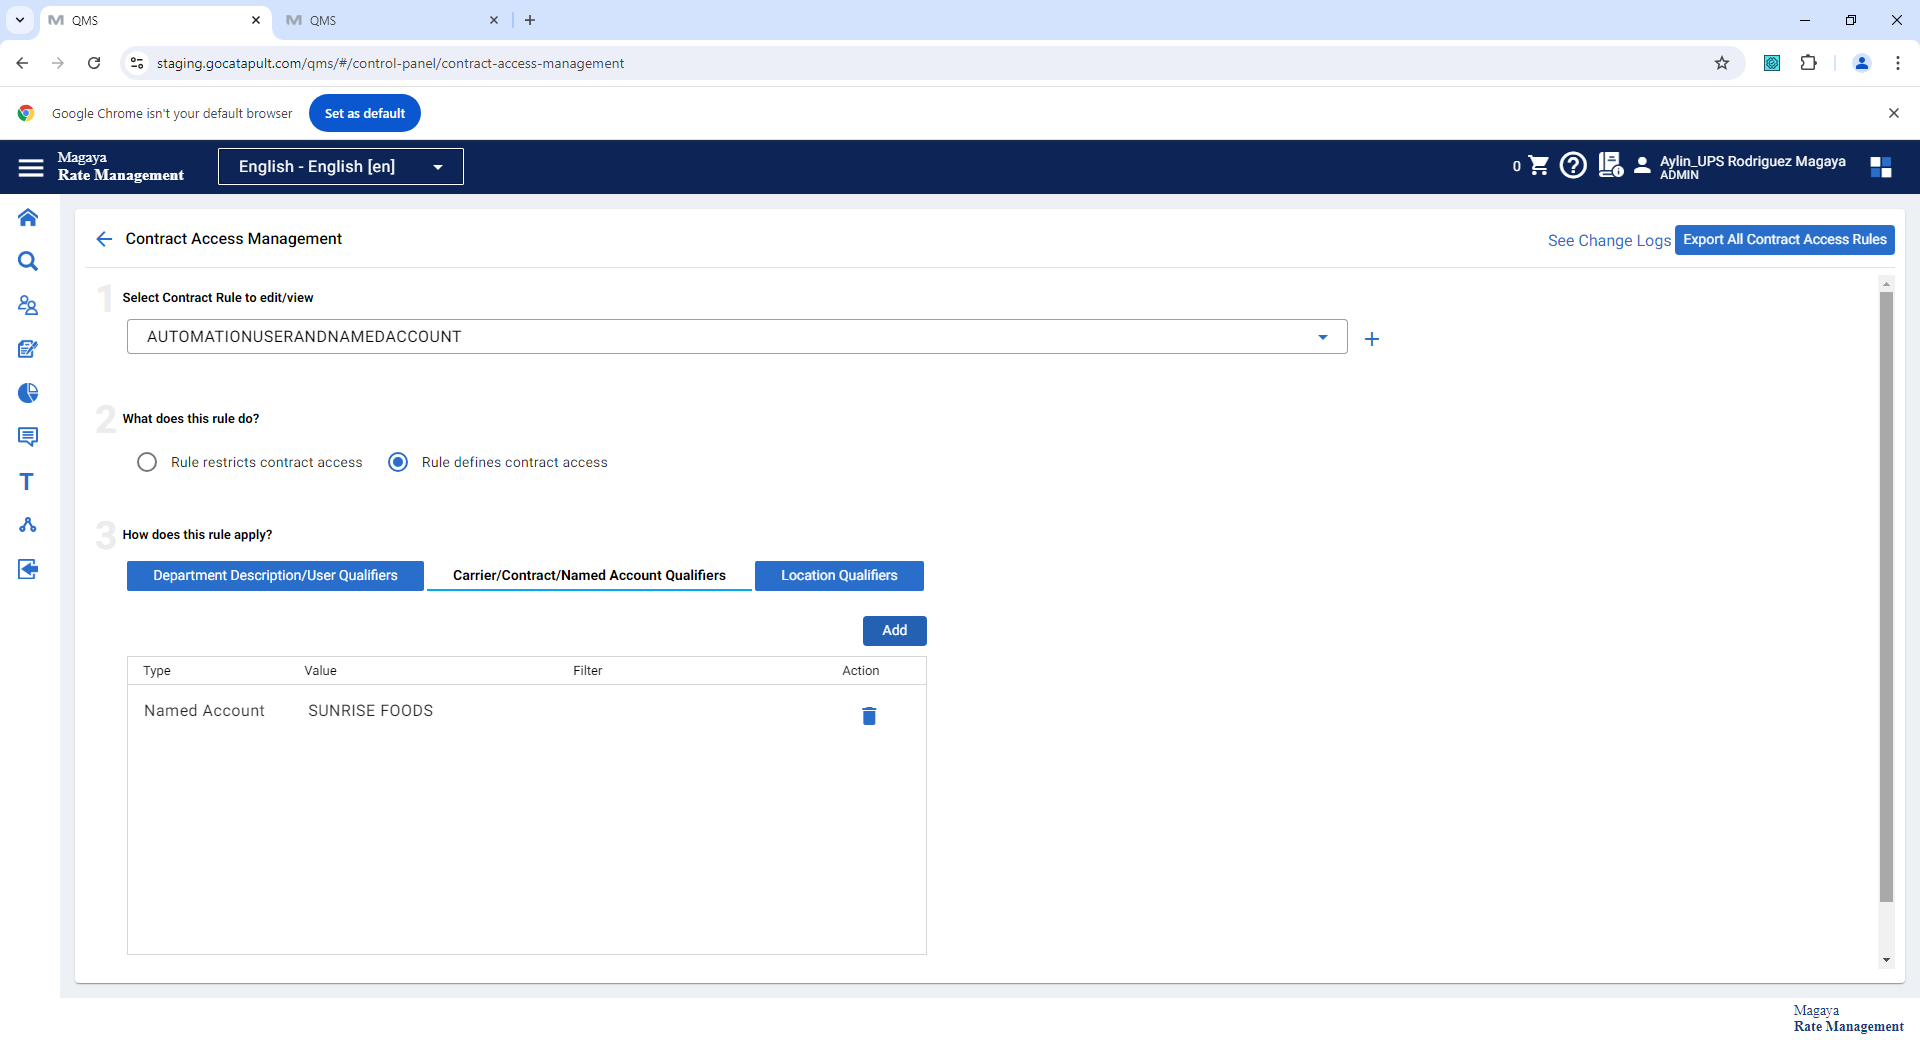 QMS
QMS
staging.gocatapult.com/qms/#/control-panel/contract-access-management
Google Chrome isn't your default browser
Set as default
Magaya
Rate Management
English - English [en]
0
Aylin_UPS Rodriguez Magaya
ADMIN
Contract Access Management
See Change Logs
Export All Contract Access Rules
1
Select Contract Rule to edit/view
AUTOMATIONUSERANDNAMEDACCOUNT
2
What does this rule do?
Rule restricts contract access
Rule defines contract access
3
How does this rule apply?
Department Description/User Qualifiers
Carrier/Contract/Named Account Qualifiers
Location Qualifiers
Add
Type Value Filter Action
Named Account SUNRISE FOODS
Magaya
Rate Management